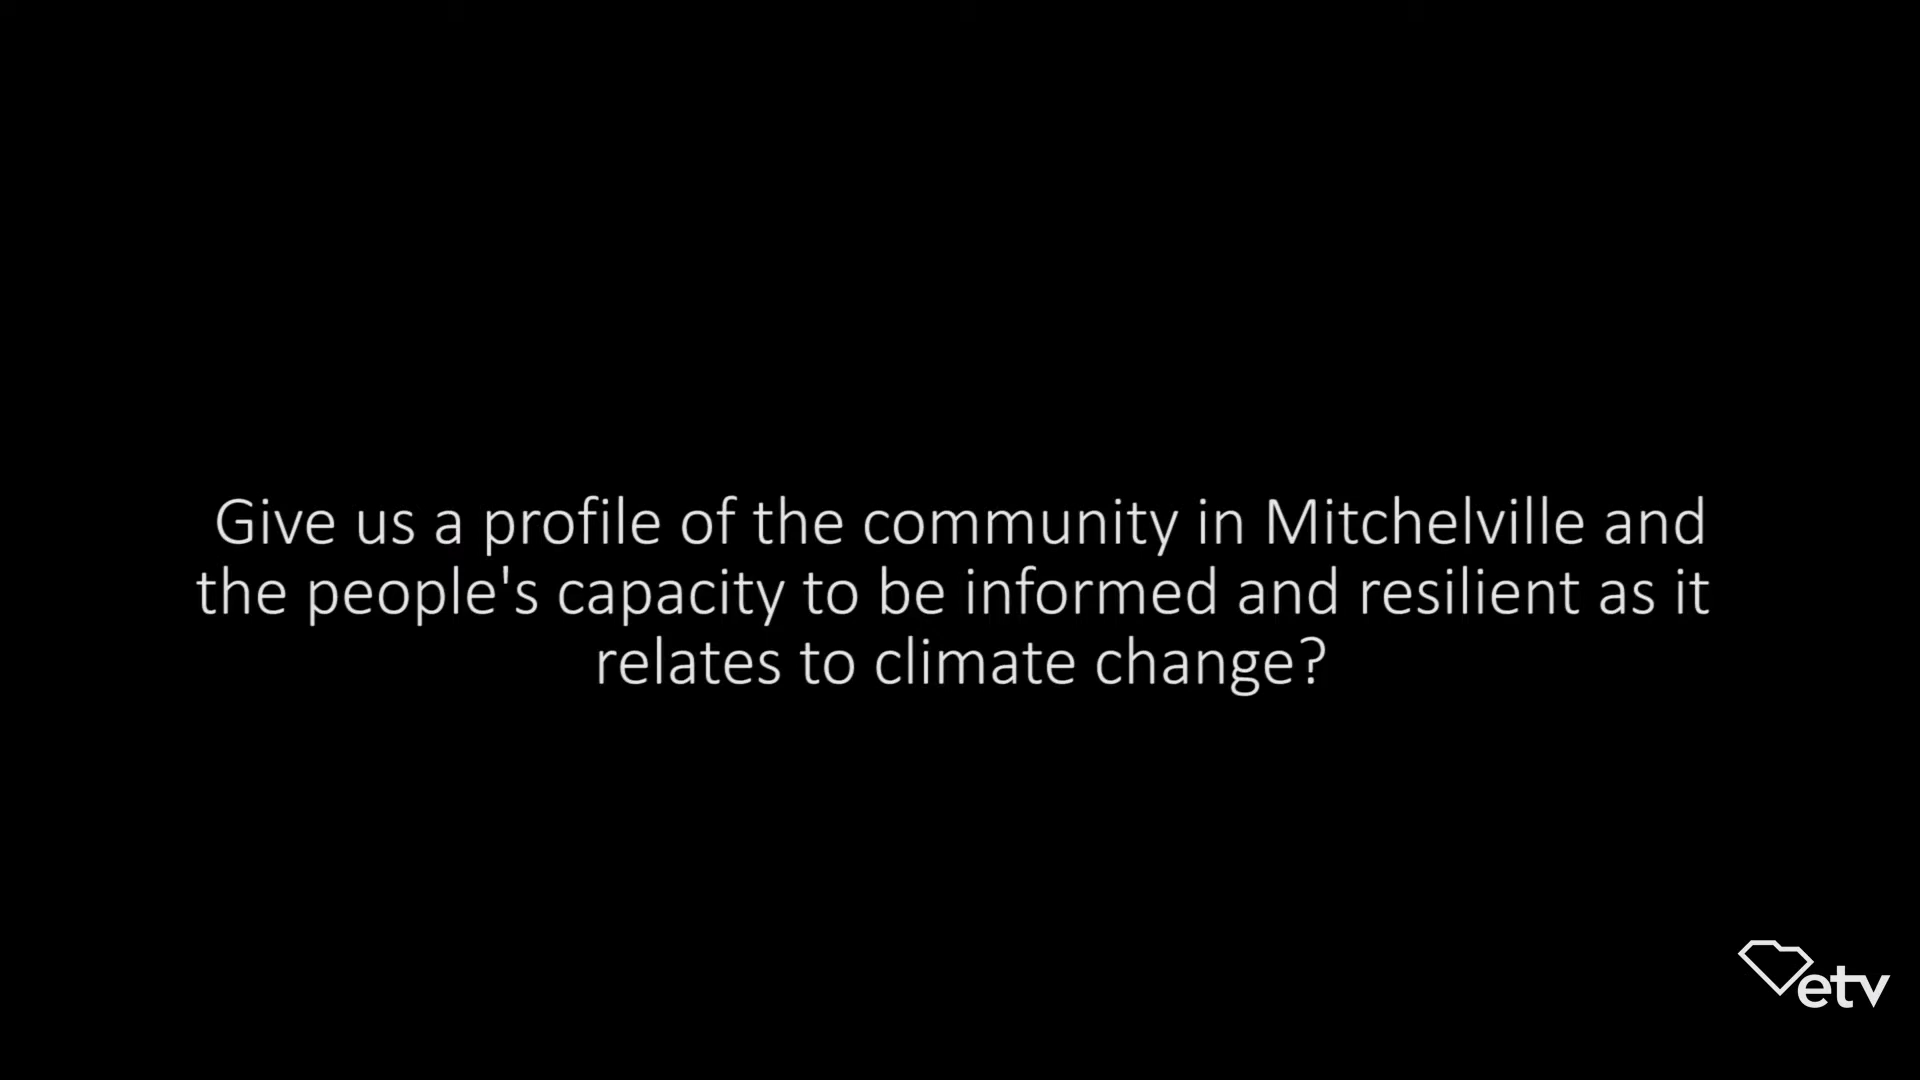 Give us a profile of the community in Mitchelville and
the people's capacity to be informed and resilient as it
relates to climate change?
etv